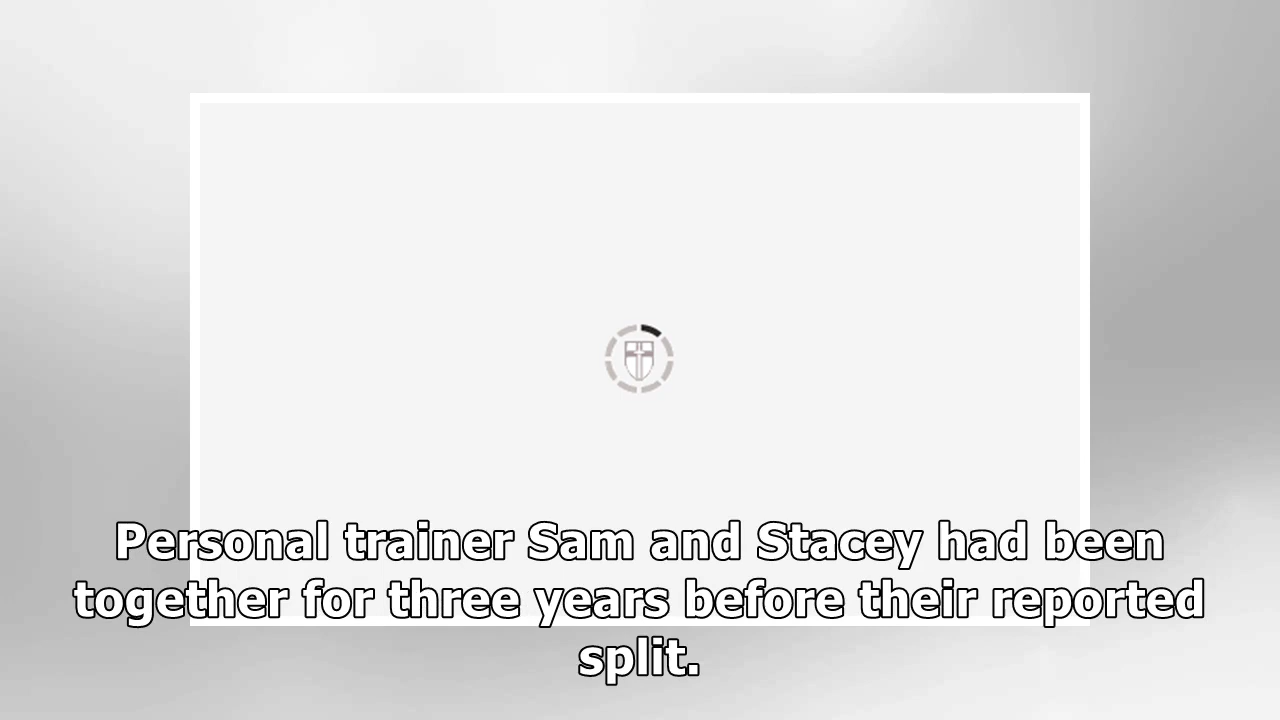 Personal trainer Sam and Stacey had been
together for three years before their reported
split.